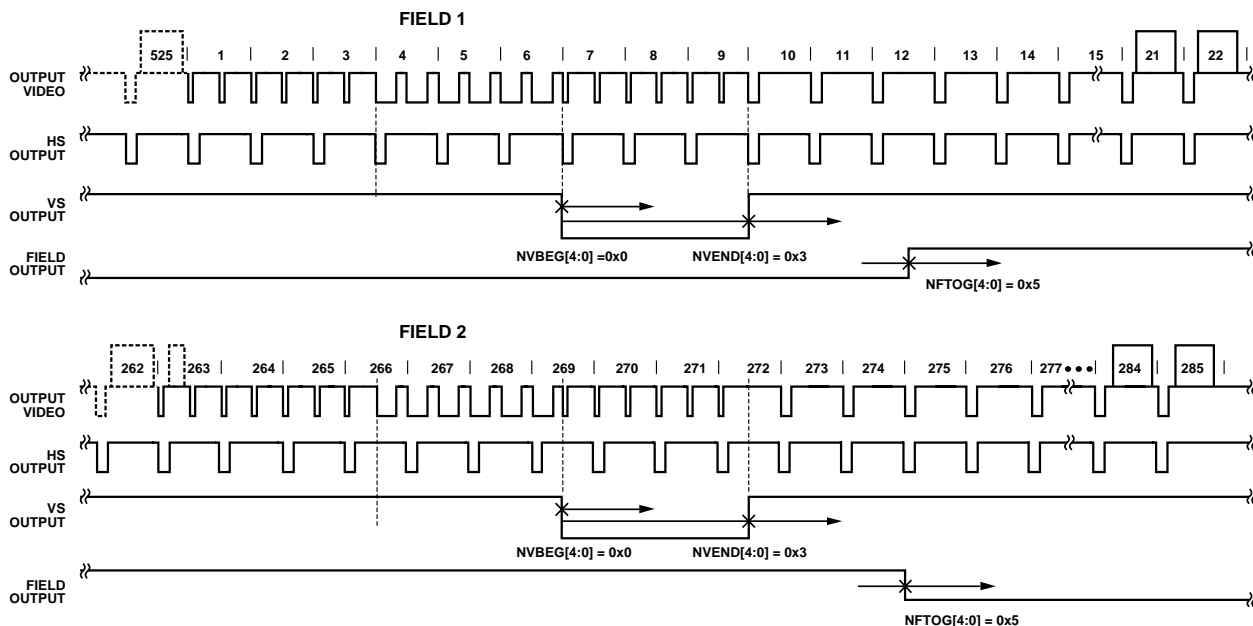 FIELD 1
525 1 2 3 4 5 6 7 8 9 10 11 12 13 14 15 21 22
OUTPUT
VIDEO
HS
OUTPUT
VS
OUTPUT
NVBEG[4:0] =0x0 NVEND[4:0] = 0x3
FIELD
OUTPUT
NFTOG[4:0] = 0x5
FIELD 2
262 263 264 265 266 267 268 269 270 271 272 273 274 275 276 277 284 285
OUTPUT
VIDEO
HS
OUTPUT
VS
OUTPUT
NVBEG[4:0] = 0x0 NVEND[4:0] = 0x3
FIELD
OUTPUT
NFTOG[4:0] = 0x5